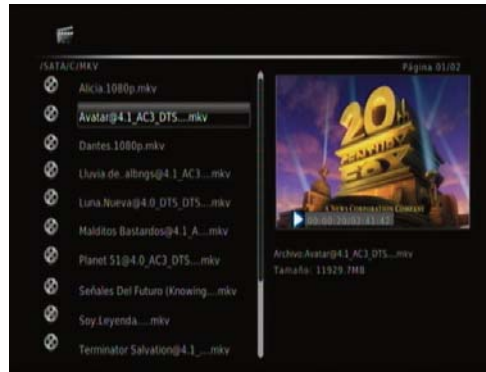 /SATA/C/MKV
Página 01/02
Alicia.1080p.mkv
Avatar@4.1_AC3_DTS....mkv
Dantes.1080p.mkv
Lluvia.de..albngs@4.1_AC3....mkv
Luna.Nueva@4.0_DTS_DTS....mkv
Malditos Bastardos@4.1_A....mkv
Planet 51@4.0_AC3_DTS....mkv
Señales Del Futuro (Knowing....mkv
Soy.Leyenda....mkv
Terminator Salvation@4.1_....mkv
20
CENTURY
FOX
A NEWS CORPORATION COMPANY
00:00:20/02:41:42
Archivo:Avatar@4.1_AC3_DTS....mkv
Tamaño: 11929.7MB